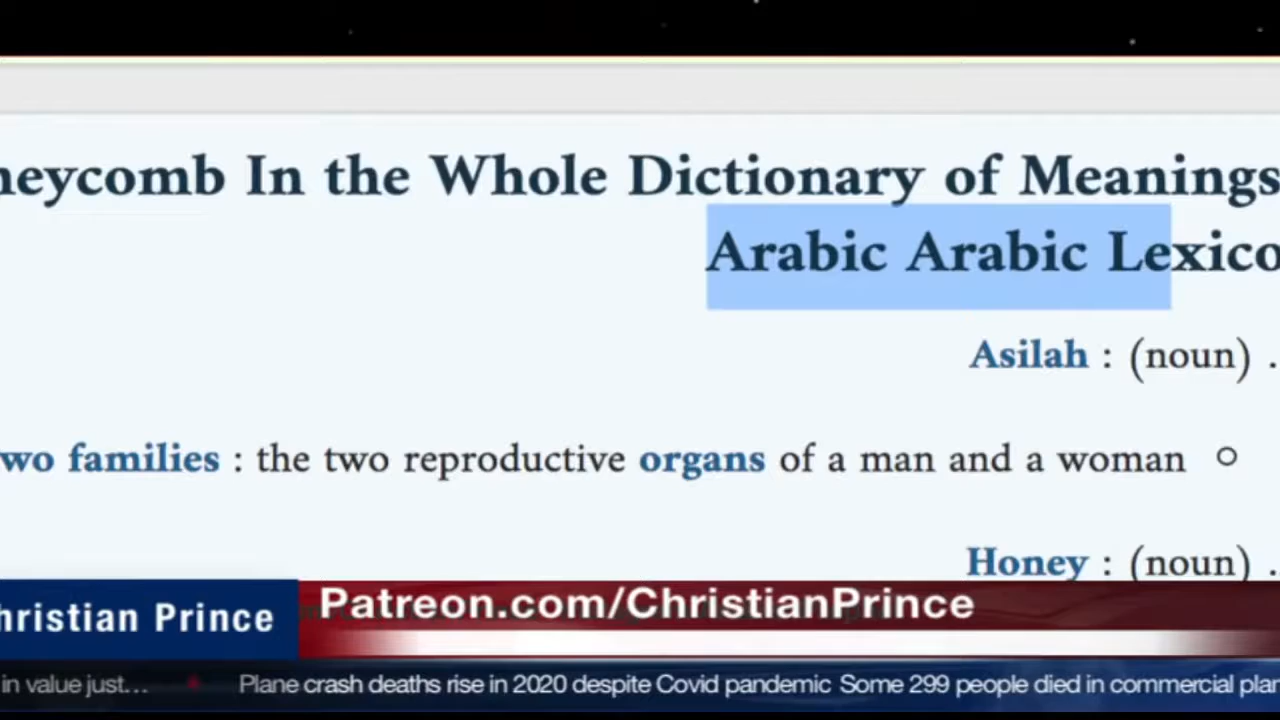 neycomb In the Whole Dictionary of Meanings
Arabic Arabic Lexico
Asilah : (noun) .
wo families : the two reproductive organs of a man and a woman
Honey : (noun) .
hristian Prince
Patreon.com/ChristianPrince
in value just... Plane crash deaths rise in 2020 despite Covid pandemic Some 299 people died in commercial plan